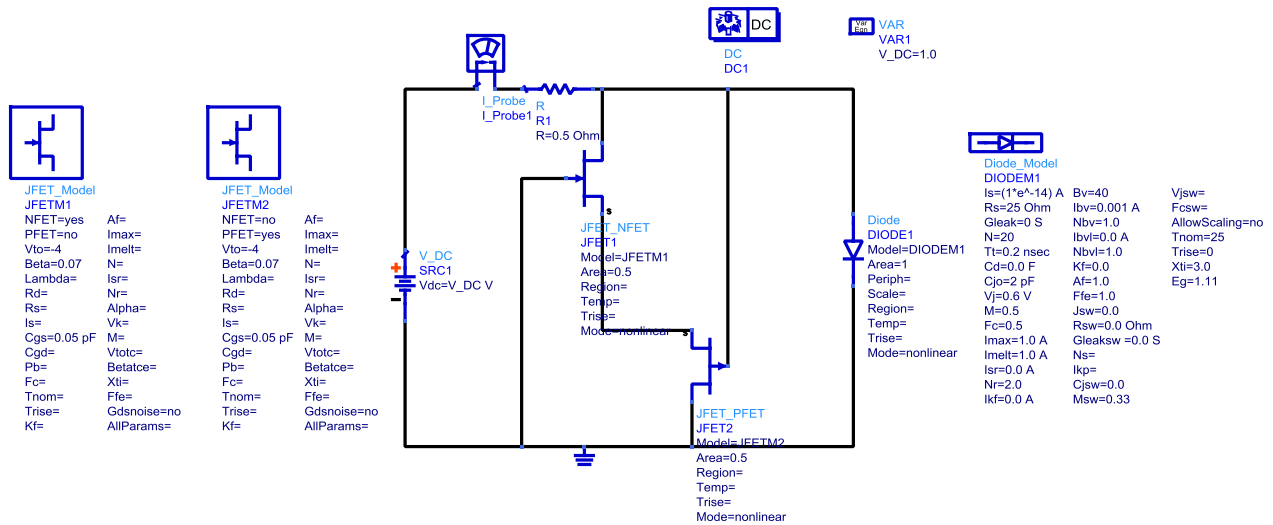 DC
DC
DC1
Var
Eqn
VAR
VAR1
V_DC=1.0
I_Probe
I_Probe1
R
R1
R=0.5 Ohm
JFET_Model
JFETM1
NFET=yes Af=
PFET=no Imax=
Vto=-4 Imelt=
Beta=0.07 N=
Lambda= Isr=
Rd= Nr=
Rs= Alpha=
Is= Vk=
Cgs=0.05 pF M=
Cgd= Vtotc=
Pb= Betatce=
Fc= Xti=
Tnom= Ffe=
Trise= Gdsnoise=no
Kf= AllParams=
JFET_Model
JFETM2
NFET=no Af=
PFET=yes Imax=
Vto=-4 Imelt=
Beta=0.07 N=
Lambda= Isr=
Rd= Nr=
Rs= Alpha=
Is= Vk=
Cgs=0.05 pF M=
Cgd= Vtotc=
Pb= Betatce=
Fc= Xti=
Tnom= Ffe=
Trise= Gdsnoise=no
Kf= AllParams=
V_DC
SRC1
Vdc=V_DC V
s
JFET_NFET
JFET1
Model=JFETM1
Area=0.5
Region=
Temp=
Trise=
Mode=nonlinear
s
JFET_PFET
JFET2
Model=JFETM2
Area=0.5
Region=
Temp=
Trise=
Mode=nonlinear
Diode
DIODE1
Model=DIODEM1
Area=1
Periph=
Scale=
Region=
Temp=
Trise=
Mode=nonlinear
Diode_Model
DIODEM1
Is=(1*e^-14) A Bv=40 Vjsw=
Rs=25 Ohm Ibv=0.001 A Fcsw=
Gleak=0 S Nbv=1.0 AllowScaling=no
N=20 Ibvl=0.0 A Tnom=25
Tt=0.2 nsec Nbvl=1.0 Trise=0
Cd=0.0 F Kf=0.0 Xti=3.0
Cjo=2 pF Af=1.0 Eg=1.11
Vj=0.6 V Ffe=1.0
M=0.5 Jsw=0.0
Fc=0.5 Rsw=0.0 Ohm
Imax=1.0 A Gleaksw =0.0 S
Imelt=1.0 A Ns=
Isr=0.0 A Ikp=
Nr=2.0 Cjsw=0.0
Ikf=0.0 A Msw=0.33